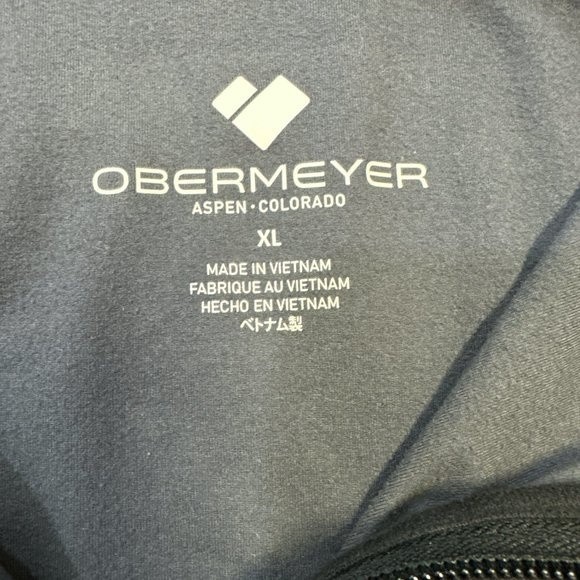 OBERMEYER
ASPEN • COLORADO
XL
MADE IN VIETNAM
FABRIQUE AU VIETNAM
HECHO EN VIETNAM
ベトナム製